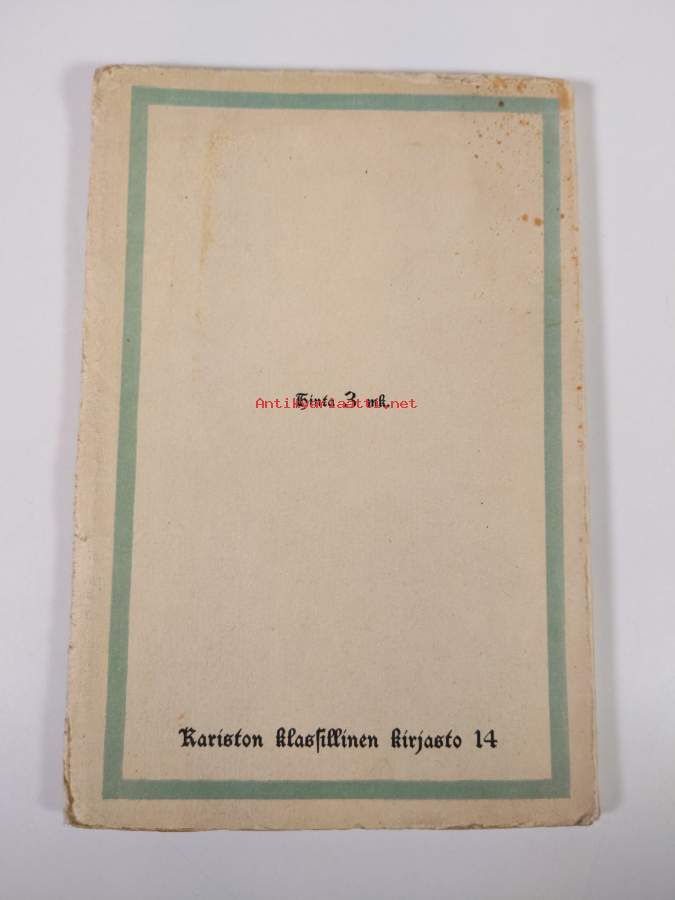 Hinta 3 mk.
Antikvariaatti.net
Kariston klassillinen kirjasto 14